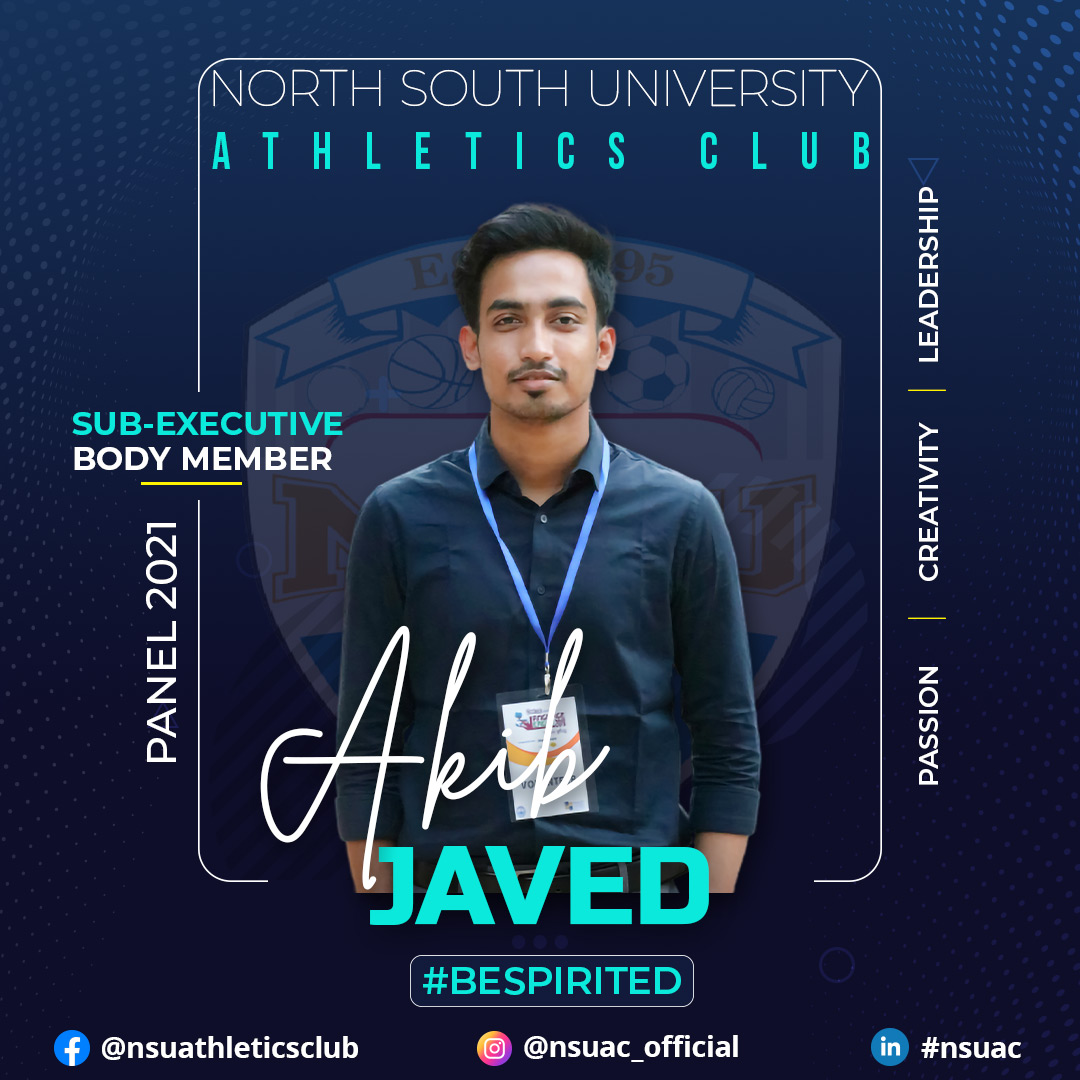 NORTH SOUTH UNIVERSITY
ATHLETICS CLUB
LEADERSHIP
CREATIVITY
PASSION
SUB-EXECUTIVE
BODY MEMBER
PANEL 2021
Akib
JAVED
#BESPIRITED
@nsuathleticsclub
@nsuac_official
#nsuac